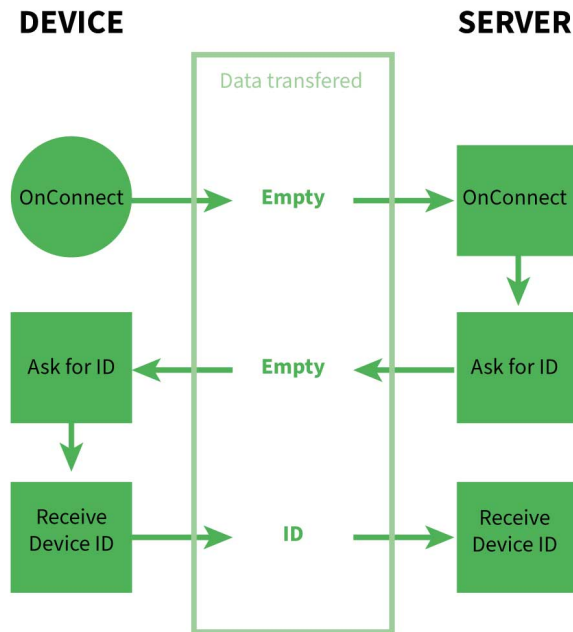 DEVICE
SERVER
Data transfered
OnConnect
Empty
OnConnect
Ask for ID
Empty
Ask for ID
Receive
Device ID
ID
Receive
Device ID